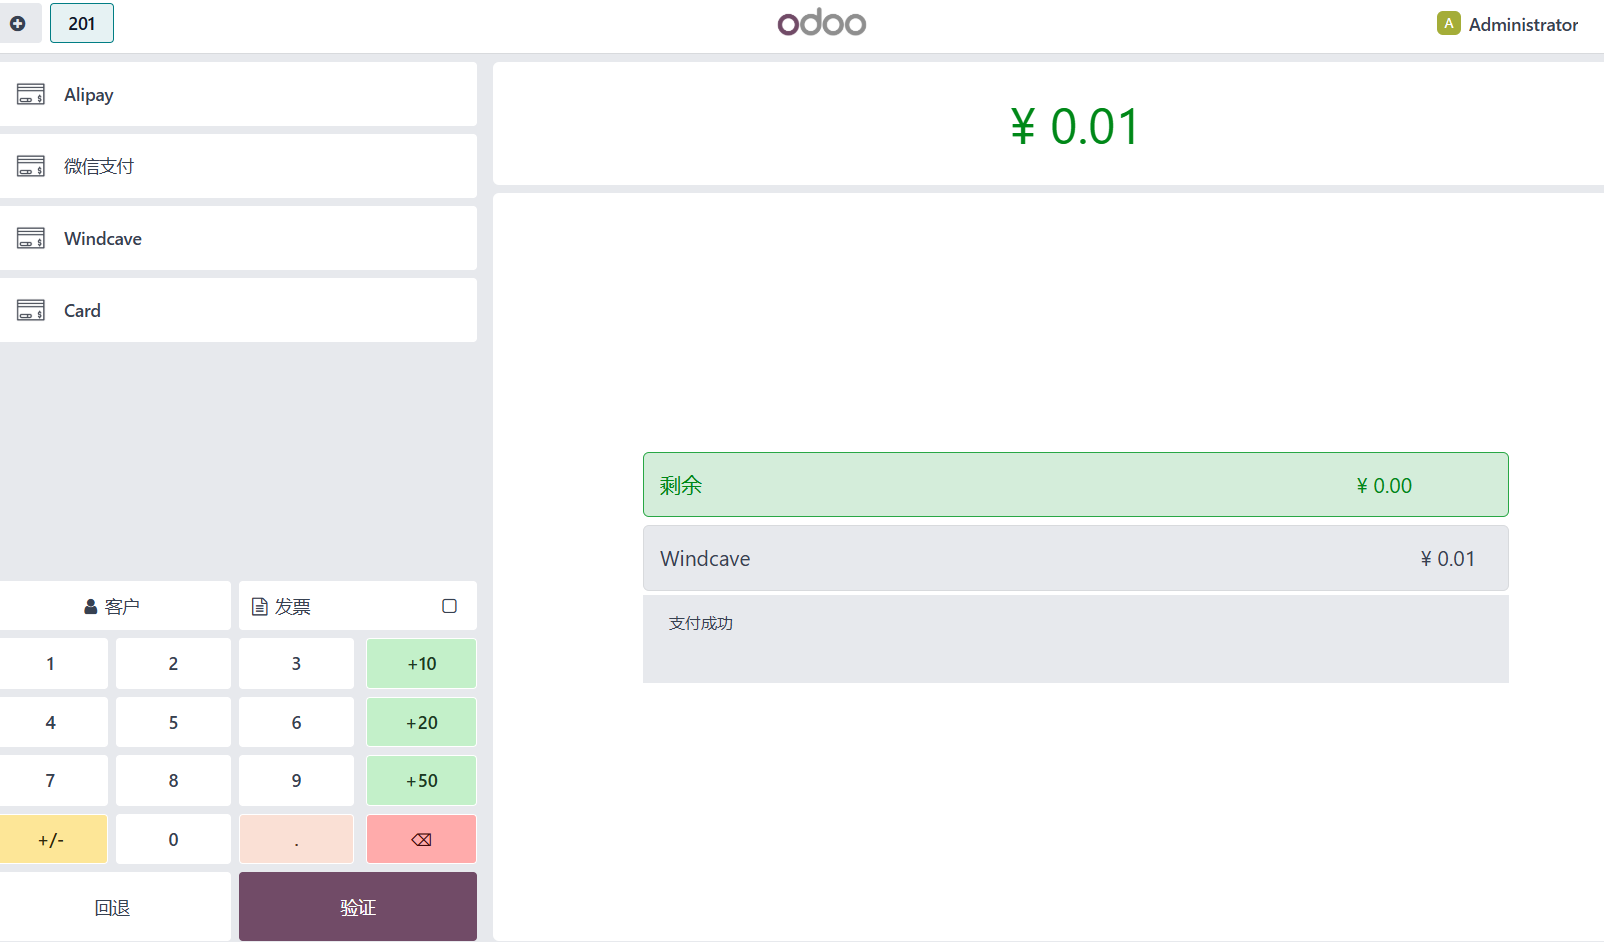 201
odoo
A Administrator
Alipay
微信支付
Windcave
Card
¥ 0.01
剩余 ¥ 0.00
Windcave ¥ 0.01
支付成功
客户 发票
1 2 3 +10
4 5 6 +20
7 8 9 +50
+/- 0 . ⌫
回退 验证